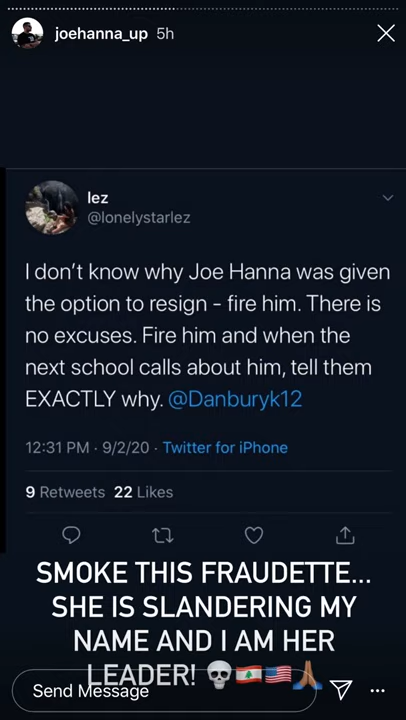 joehanna_up 5h
lez
@lonelystarlez
I don't know why Joe Hanna was given
the option to resign - fire him. There is
no excuses. Fire him and when the
next school calls about him, tell them
EXACTLY why. @Danburyk12
12:31 PM · 9/2/20 · Twitter for iPhone
9 Retweets 22 Likes
SMOKE THIS FRAUDETTE...
SHE IS SLANDERING MY
NAME AND I AM HER
LEADER! 💀🇱🇧🇺🇸🙏🏾
Send Message